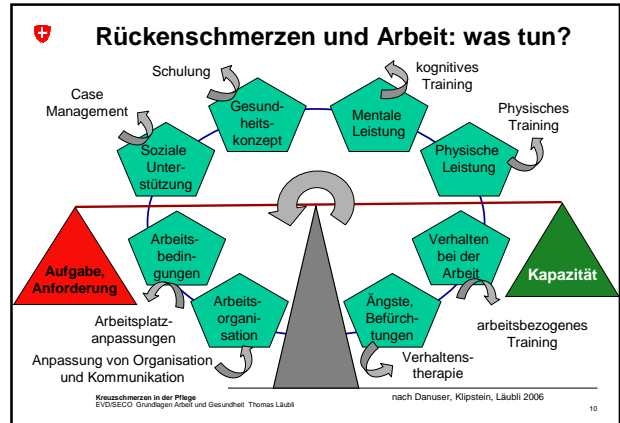 Rückenschmerzen und Arbeit: was tun?
Schulung
kognitives
Training
Case
Management
Gesund-
heits-
konzept
Mentale
Leistung
Physisches
Training
Soziale
Unter-
stützung
Physische
Leistung
Aufgabe,
Anforderung
Arbeits-
bedin-
gungen
Verhalten
bei der
Arbeit
Kapazität
Arbeits-
organi-
sation
Ängste,
Befürch-
tungen
Arbeitsplatz-
anpassungen
arbeitsbezogenes
Training
Anpassung von Organisation
und Kommunikation
Verhaltens-
therapie
Kreuzschmerzen in der Pflege
EVD/SECO Grundlagen Arbeit und Gesundheit Thomas Läubli
nach Danuser, Klipstein, Läubli 2006
10